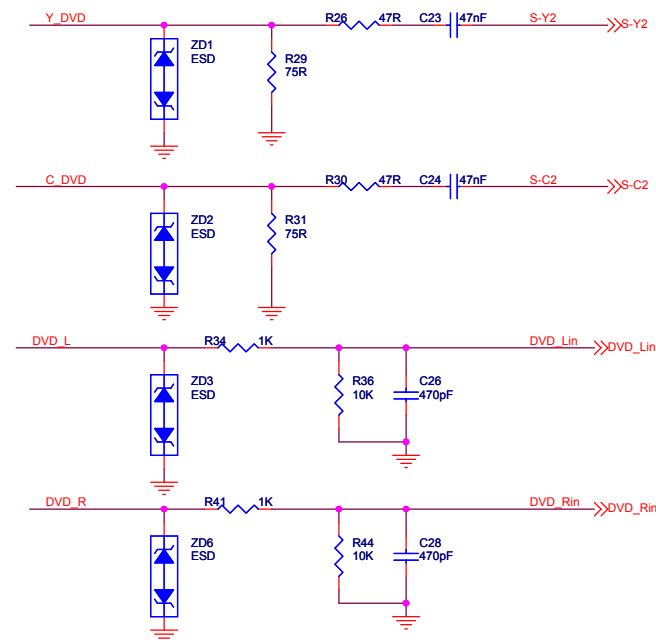 Y_DVD R26 47R C23 47nF S-Y2 S-Y2
ZD1
ESD
R29
75R
C_DVD R30 47R C24 47nF S-C2 S-C2
ZD2
ESD
R31
75R
DVD_L R34 1K DVD_Lin DVD_Lin
ZD3
ESD
R36
10K
C26
470pF
DVD_R R41 1K DVD_Rin DVD_Rin
ZD6
ESD
R44
10K
C28
470pF